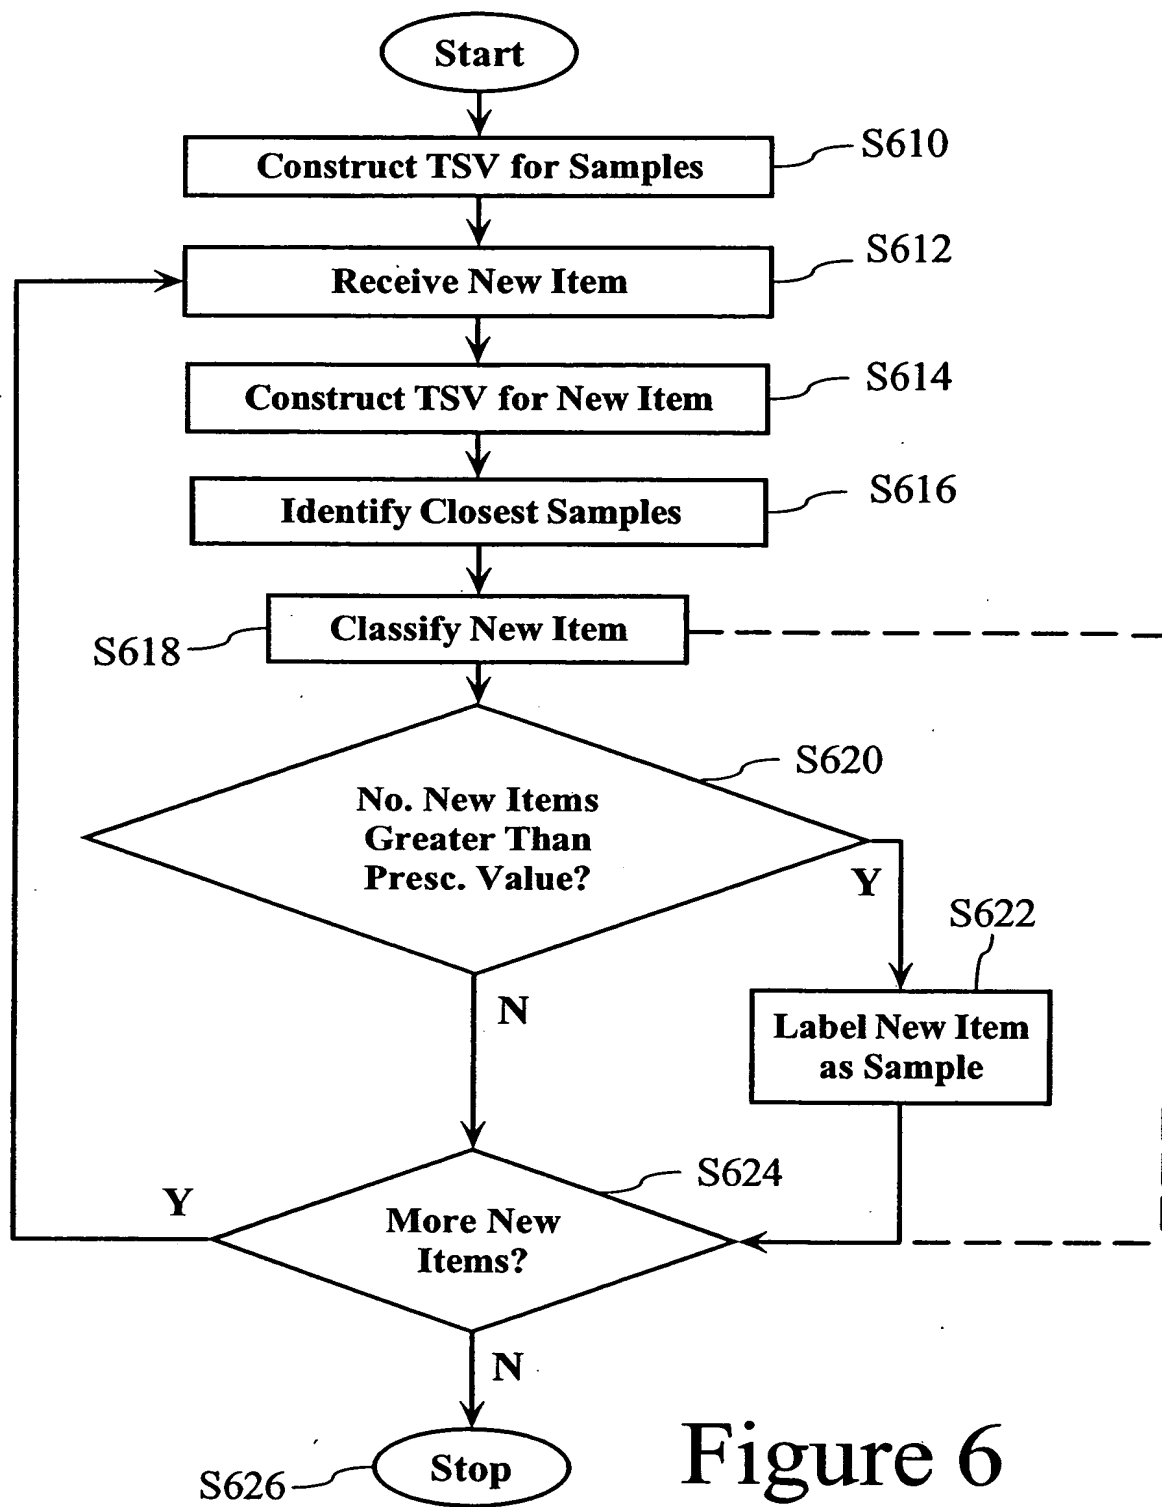 Start
Construct TSV for Samples
S610
Receive New Item
S612
Construct TSV for New Item
S614
Identify Closest Samples
S616
Classify New Item
S618
No. New Items
Greater Than
Presc. Value?
S620
Y
N
S622
Label New Item
as Sample
More New
Items?
S624
Y
N
Stop
S626
Figure 6